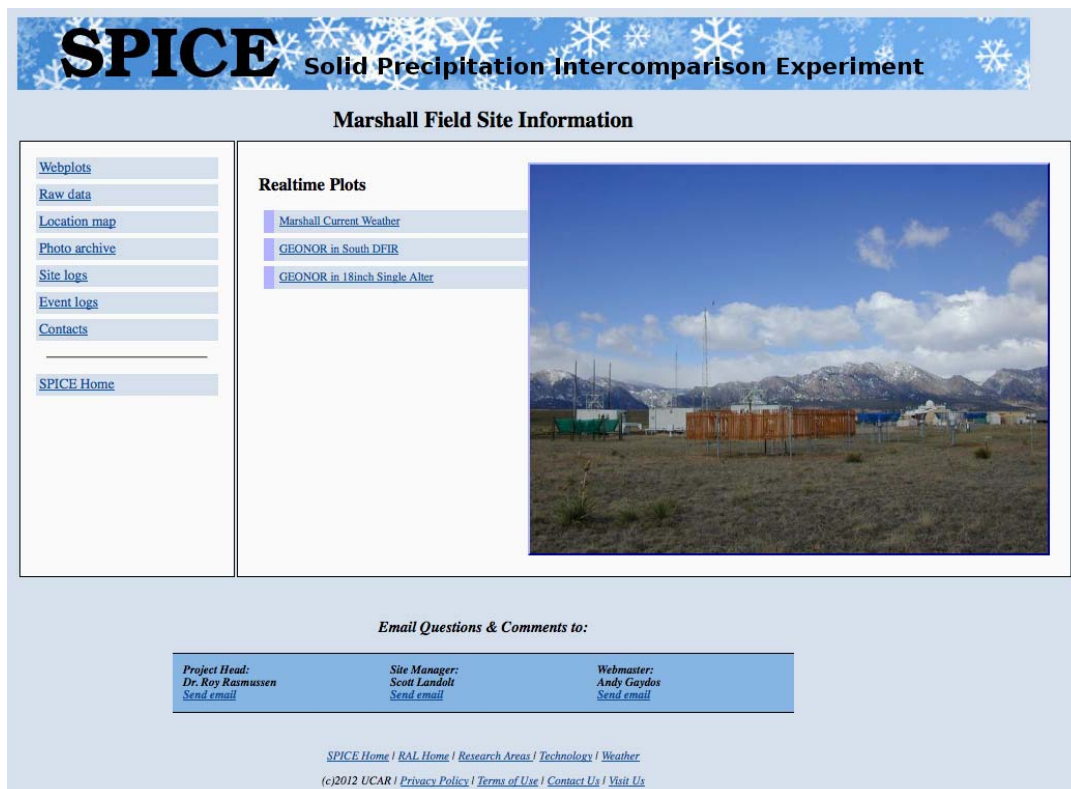 SPICE
Solid Precipitation Intercomparison Experiment
Marshall Field Site Information
Webplots
Raw data
Location map
Photo archive
Site logs
Event logs
Contacts
SPICE Home
Realtime Plots
Marshall Current Weather
GEONOR in South DFIR
GEONOR in 18inch Single Alter
Email Questions & Comments to:
Project Head:
Dr. Roy Rasmussen
Send email
Site Manager:
Scott Landolt
Send email
Webmaster:
Andy Gaydos
Send email
SPICE Home | RAL Home | Research Areas | Technology | Weather
(c)2012 UCAR | Privacy Policy | Terms of Use | Contact Us | Visit Us